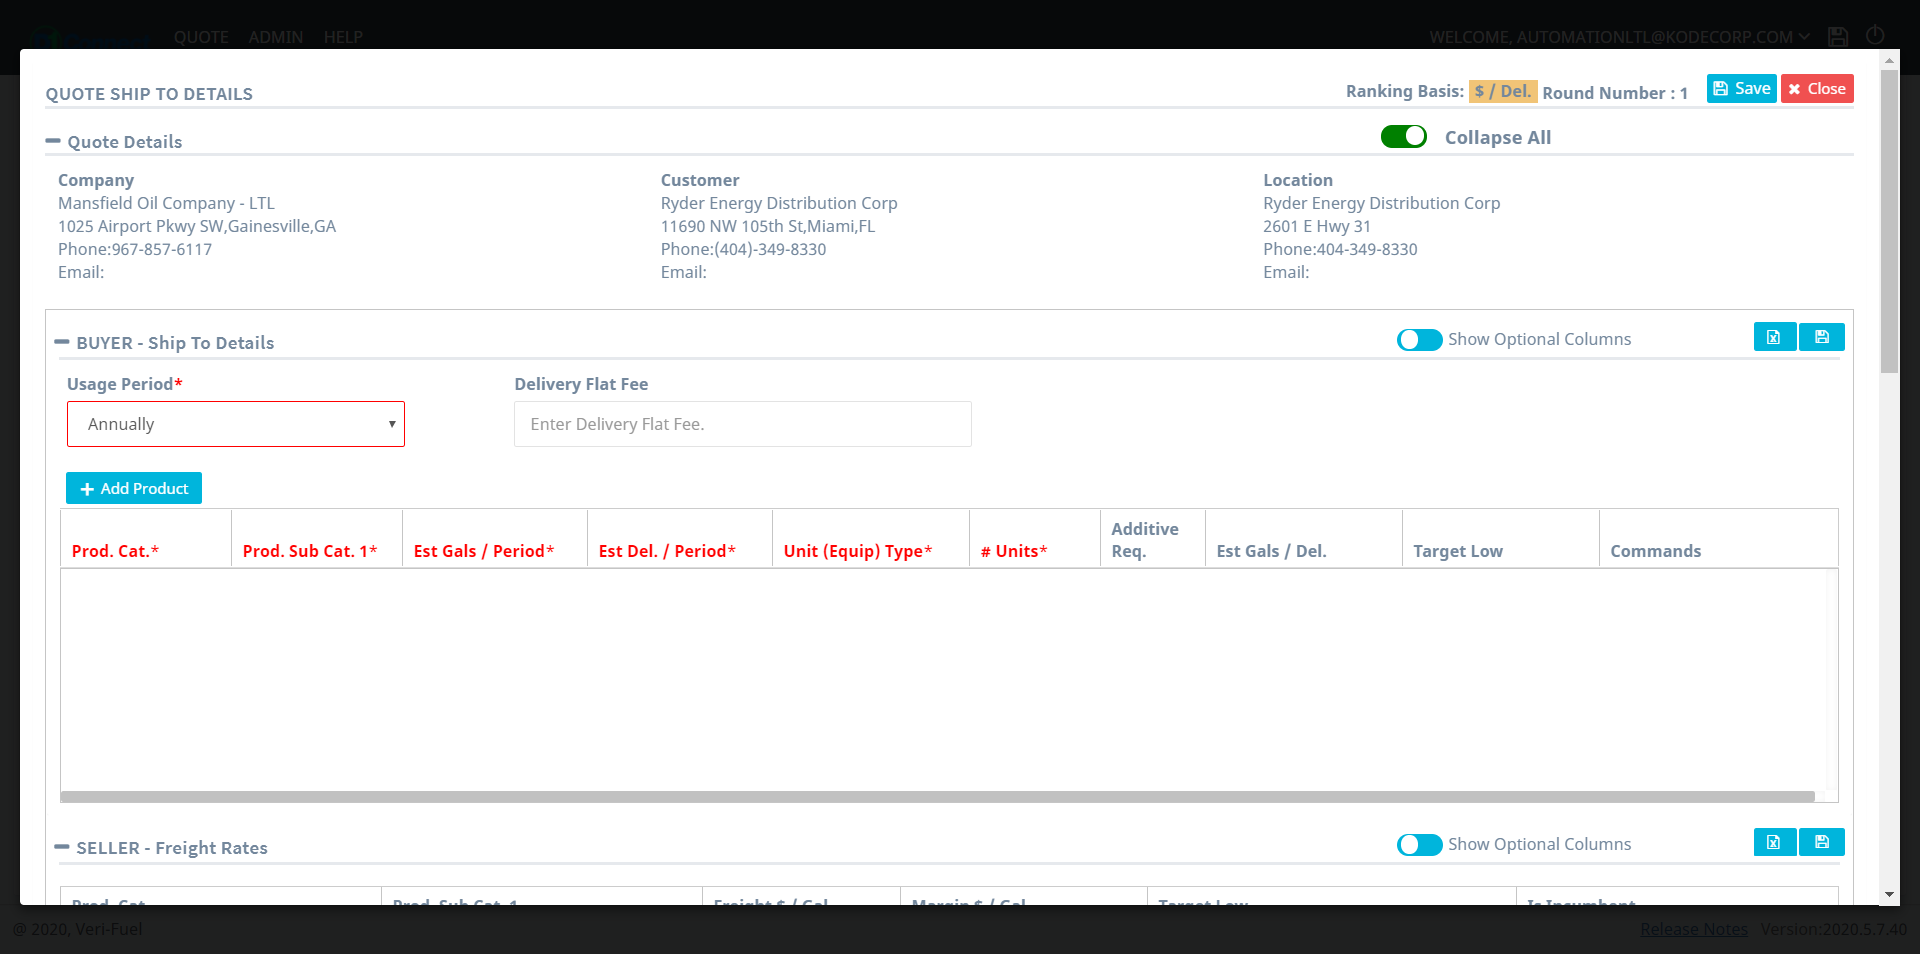 QUOTE ADMIN HELP
WELCOME, AUTOMATIONLTL@KODECORP.COM
QUOTE SHIP TO DETAILS
Ranking Basis: $ / Del. Round Number : 1
Save Close
Quote Details
Collapse All
Company
Mansfield Oil Company - LTL
1025 Airport Pkwy SW,Gainesville,GA
Phone:967-857-6117
Email:
Customer
Ryder Energy Distribution Corp
11690 NW 105th St,Miami,FL
Phone:(404)-349-8330
Email:
Location
Ryder Energy Distribution Corp
2601 E Hwy 31
Phone:404-349-8330
Email:
BUYER - Ship To Details
Show Optional Columns
Usage Period*
Annually
Delivery Flat Fee
Enter Delivery Flat Fee.
Add Product
Prod. Cat.*
Prod. Sub Cat. 1*
Est Gals / Period*
Est Del. / Period*
Unit (Equip) Type*
# Units*
Additive
Req.
Est Gals / Del.
Target Low
Commands
SELLER - Freight Rates
Show Optional Columns
Prod. Cat.
Prod. Sub Cat. 1
Freight $ / Gal
Margin $ / Gal
Target Low
Is Incumbent
@ 2020, Veri-Fuel
Release Notes Version:2020.5.7.40